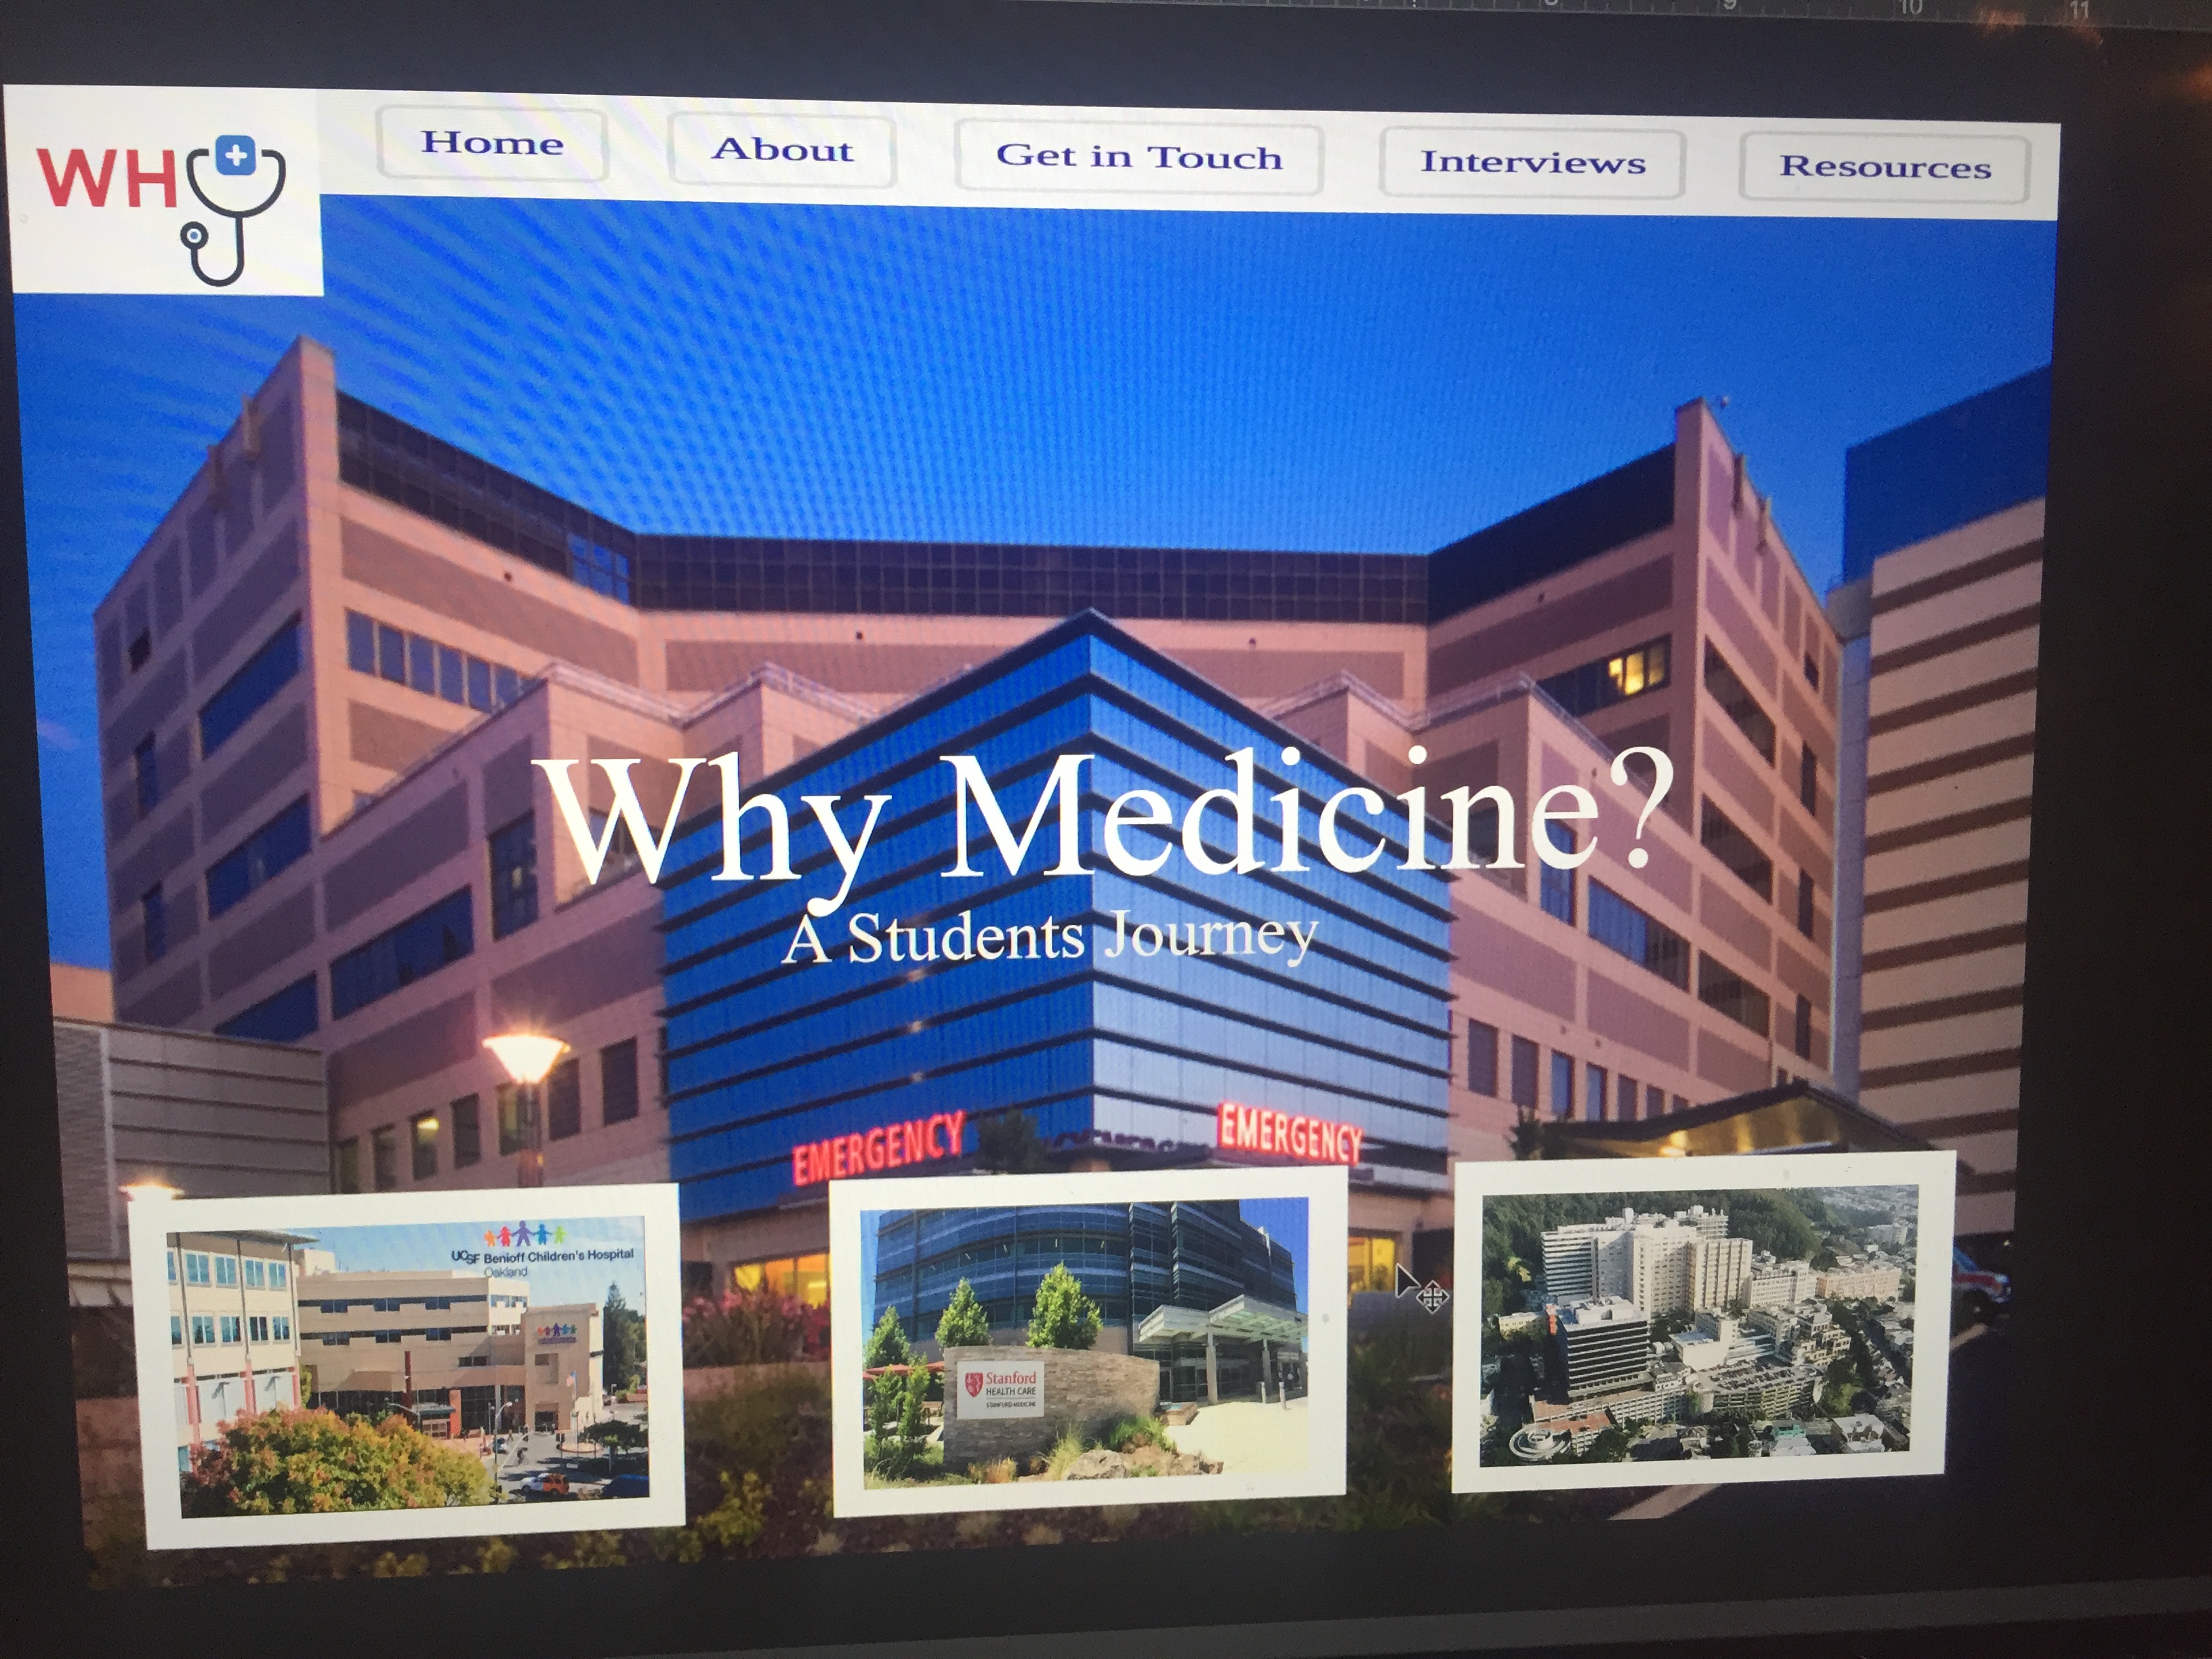 8 9 10 11
WH
Home
About
Get in Touch
Interviews
Resources
Why Medicine?
A Students Journey
EMERGENCY
EMERGENCY
UCSF Benioff Children's Hospital
Oakland
Stanford
HEALTH CARE
STANFORD MEDICINE